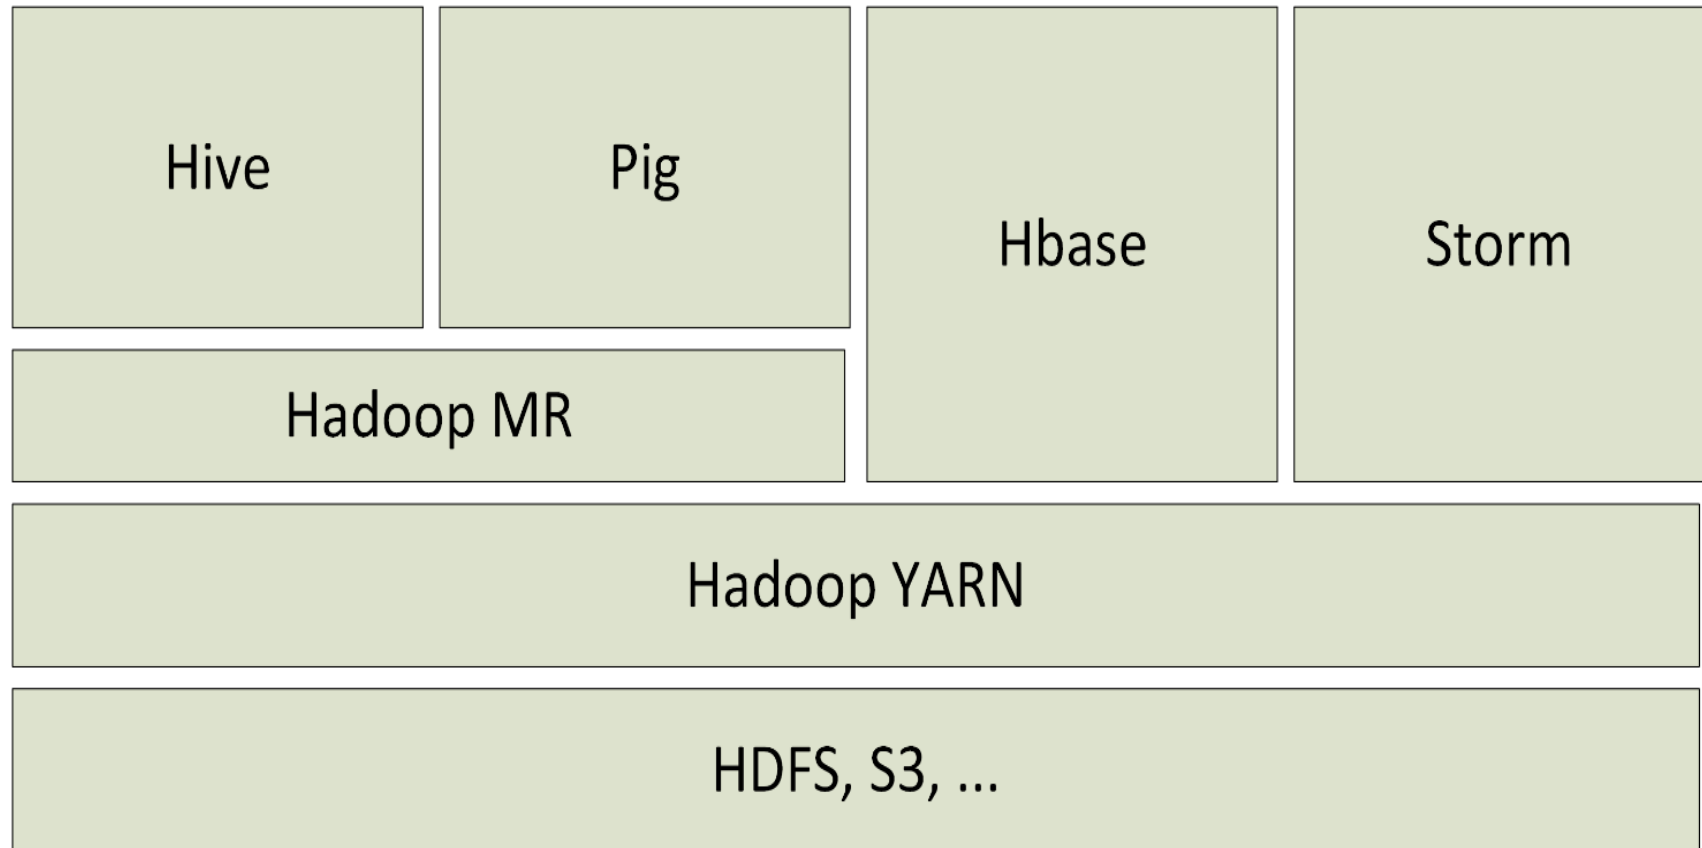 Hive
Pig
Hbase
Storm
Hadoop MR
Hadoop YARN
HDFS, S3, ...